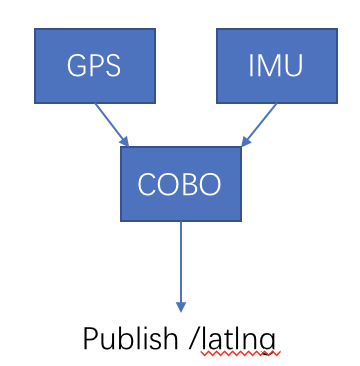 GPS
IMU
COBO
Publish /latlng